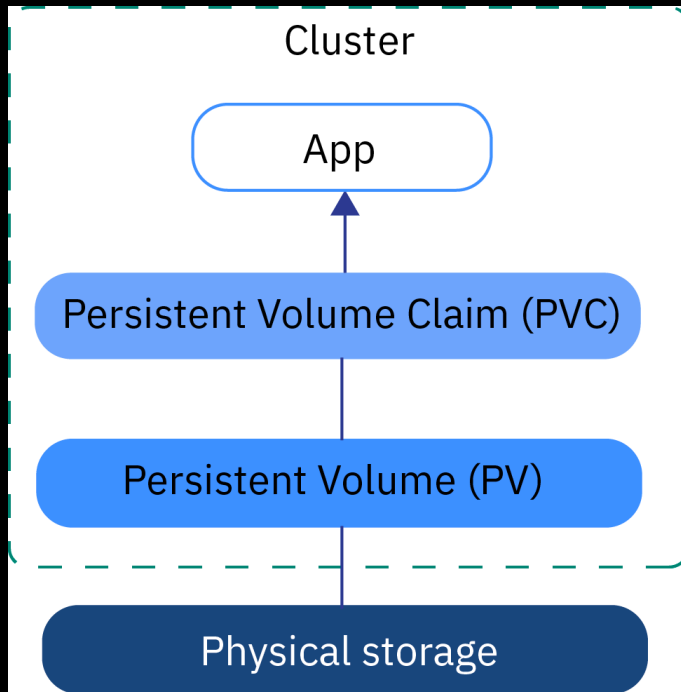 Cluster
App
Persistent Volume Claim (PVC)
Persistent Volume (PV)
Physical storage